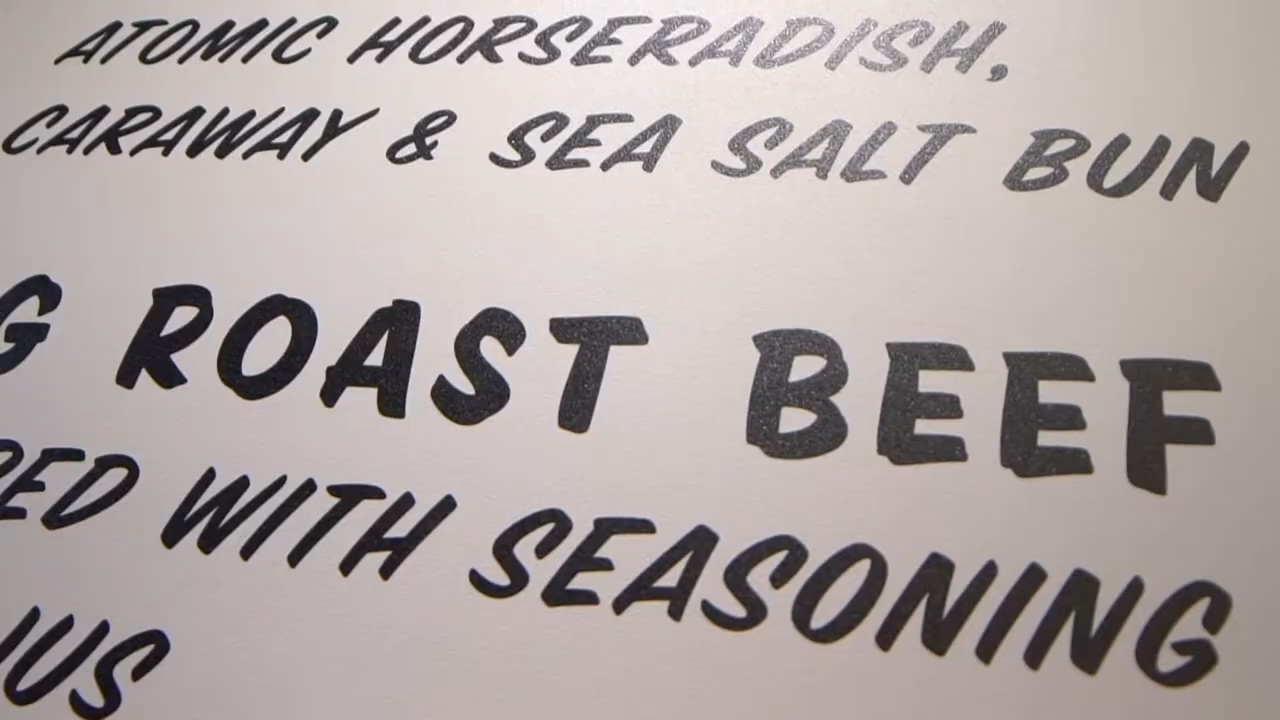 ATOMIC HORSERADISH,
CARAWAY & SEA SALT BUN
ROAST BEEF
WITH SEASONING